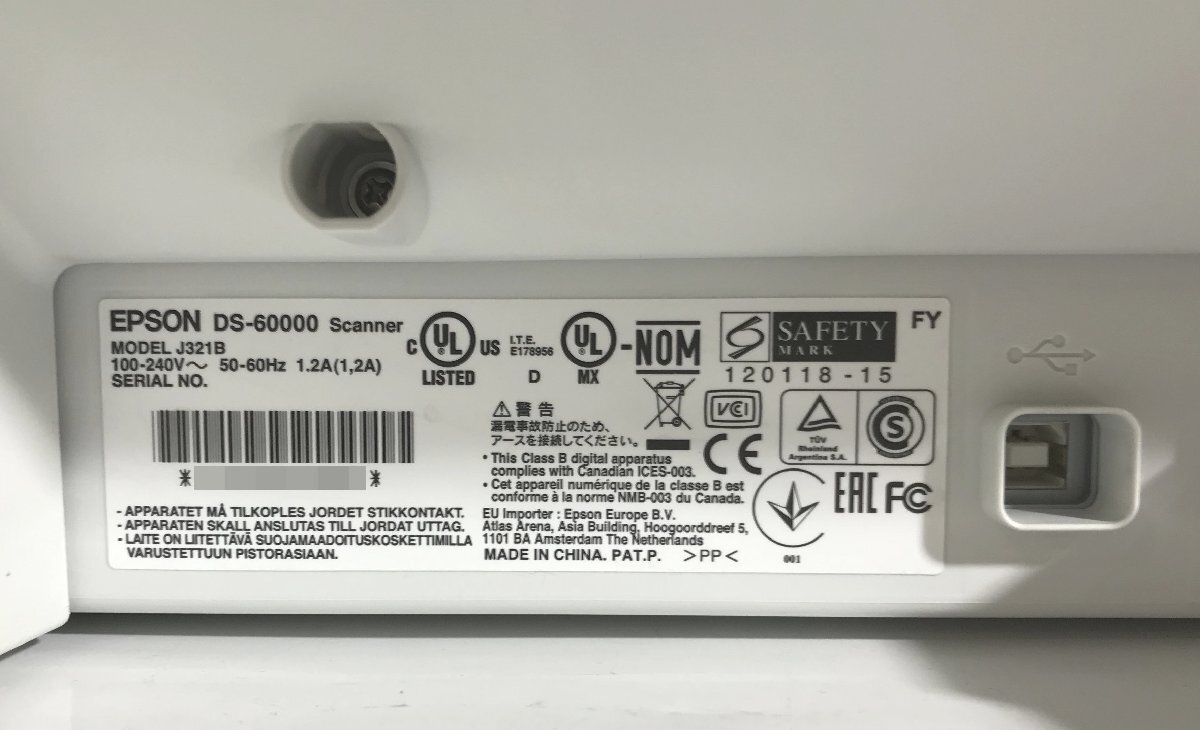 EPSON DS-60000 Scanner
MODEL J321B
100-240V～ 50-60Hz 1.2A(1,2A)
SERIAL NO.
* *
- APPARATET MÅ TILKOPLES JORDET STIKKONTAKT.
- APPARATEN SKALL ANSLUTAS TILL JORDAT UTTAG.
- LAITE ON LIITETTÄVÄ SUOJAMAADOITUSKOSKETTIMILLA
VARUSTETTUUN PISTORASIAAN.
C UL US
LISTED
I.T.E.
E178956
D
UL
MX
-NOM
S SAFETY
MARK
120118-15
FY
⚠警告
漏電事故防止のため、
アースを接続してください。
• This Class B digital apparatus
complies with Canadian ICES-003.
• Cet appareil numérique de la classe B est
conforme à la norme NMB-003 du Canada.
EU Importer : Epson Europe B.V.
Atlas Arena, Asia Building, Hoogoorddreef 5,
1101 BA Amsterdam The Netherlands
MADE IN CHINA. PAT.P. >PP<
VCI
CE
TÜV
Rheinland
Argentina S.A.
S
001
EAC FC